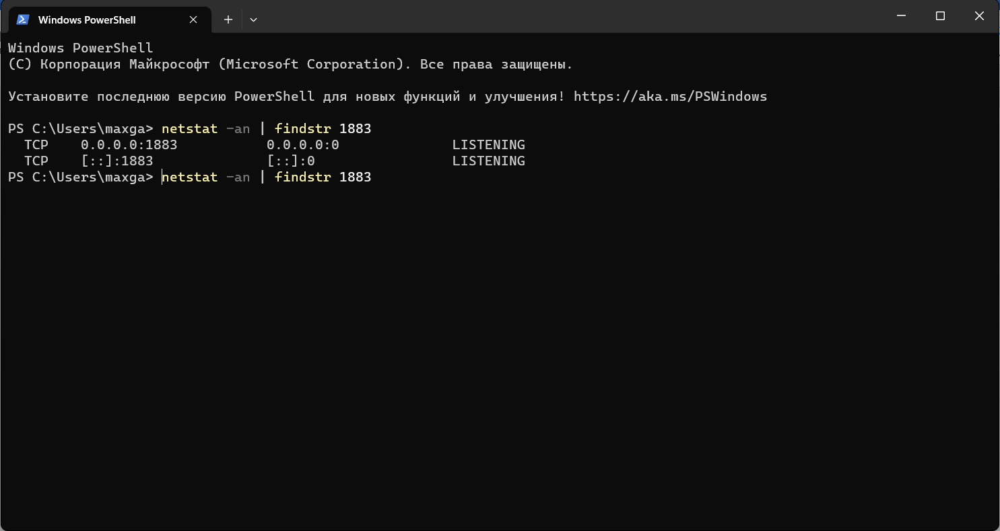 Windows PowerShell
Windows PowerShell
(C) Корпорация Майкрософт (Microsoft Corporation). Все права защищены.
Установите последнюю версию PowerShell для новых функций и улучшения! https://aka.ms/PSWindows
PS C:\Users\maxga> netstat -an | findstr 1883
TCP 0.0.0.0:1883 0.0.0.0:0 LISTENING
TCP [::]:1883 [::]:0 LISTENING
PS C:\Users\maxga> netstat -an | findstr 1883